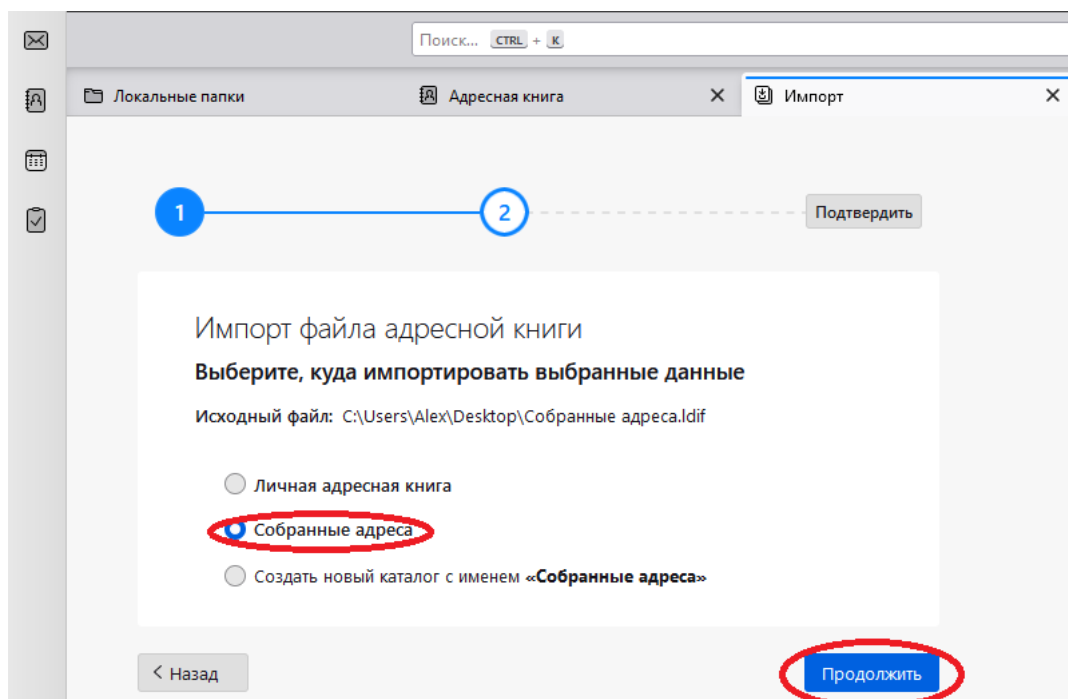 Поиск... CTRL + K
Локальные папки Адресная книга Импорт
1 2 Подтвердить
Импорт файла адресной книги
Выберите, куда импортировать выбранные данные
Исходный файл: C:\Users\Alex\Desktop\Собранные адреса.ldif
Личная адресная книга
Собранные адреса
Создать новый каталог с именем «Собранные адреса»
Назад Продолжить